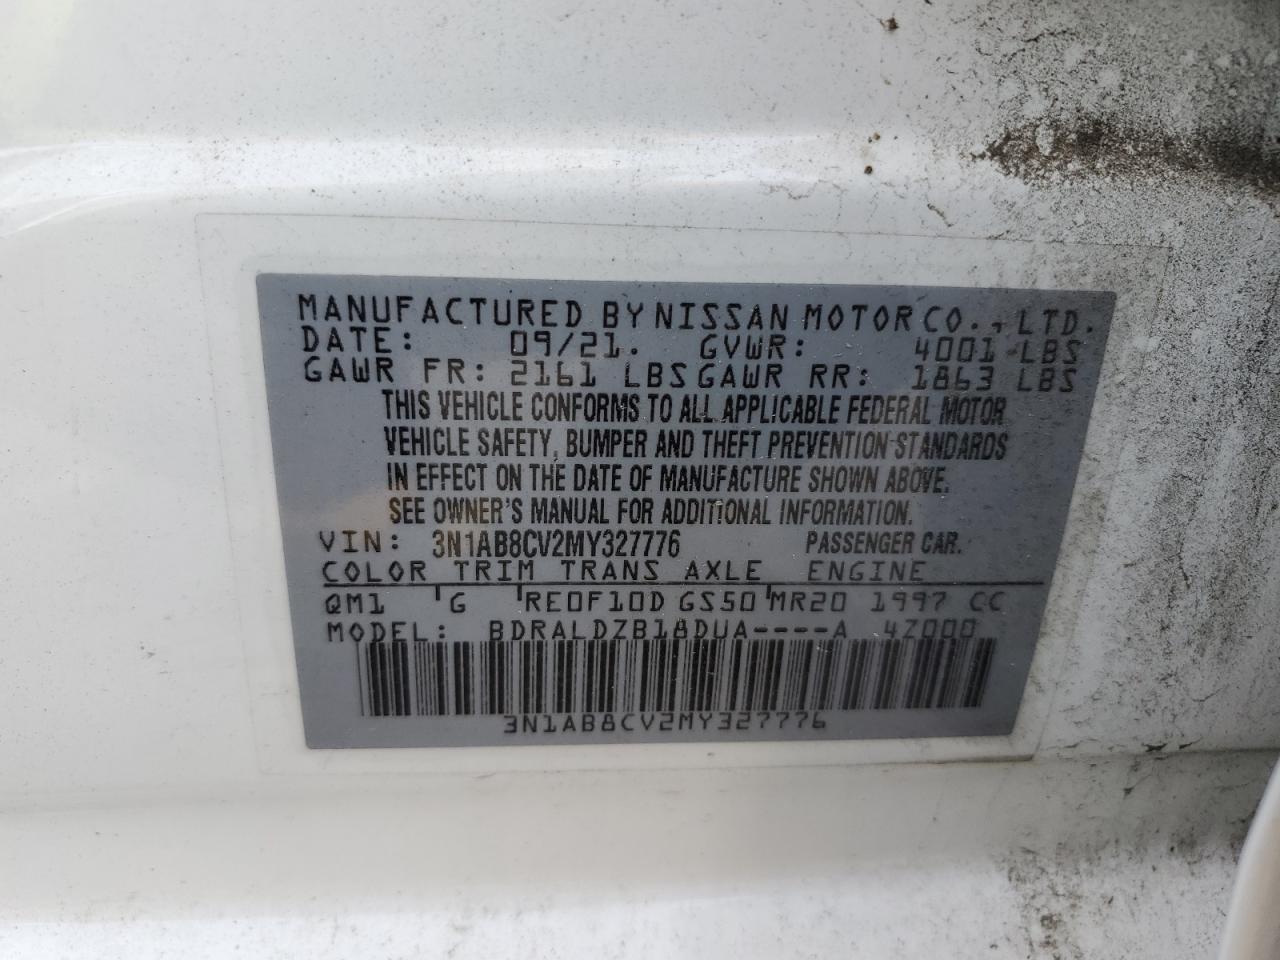 MANUFACTURED BY NISSAN MOTOR CO., LTD.
DATE: 09/21. GVWR: 4001 LBS
GAWR FR: 2161 LBS GAWR RR: 1863 LBS
THIS VEHICLE CONFORMS TO ALL APPLICABLE FEDERAL MOTOR
VEHICLE SAFETY, BUMPER AND THEFT PREVENTION STANDARDS
IN EFFECT ON THE DATE OF MANUFACTURE SHOWN ABOVE.
SEE OWNER'S MANUAL FOR ADDITIONAL INFORMATION.
VIN: 3N1AB8CV2MY327776 PASSENGER CAR.
COLOR TRIM TRANS AXLE ENGINE
QM1 G RE0F10D GS50 MR20 1997 CC
MODEL: BDRALDZB18DUA----A 4Z000
3N1AB8CV2MY327776